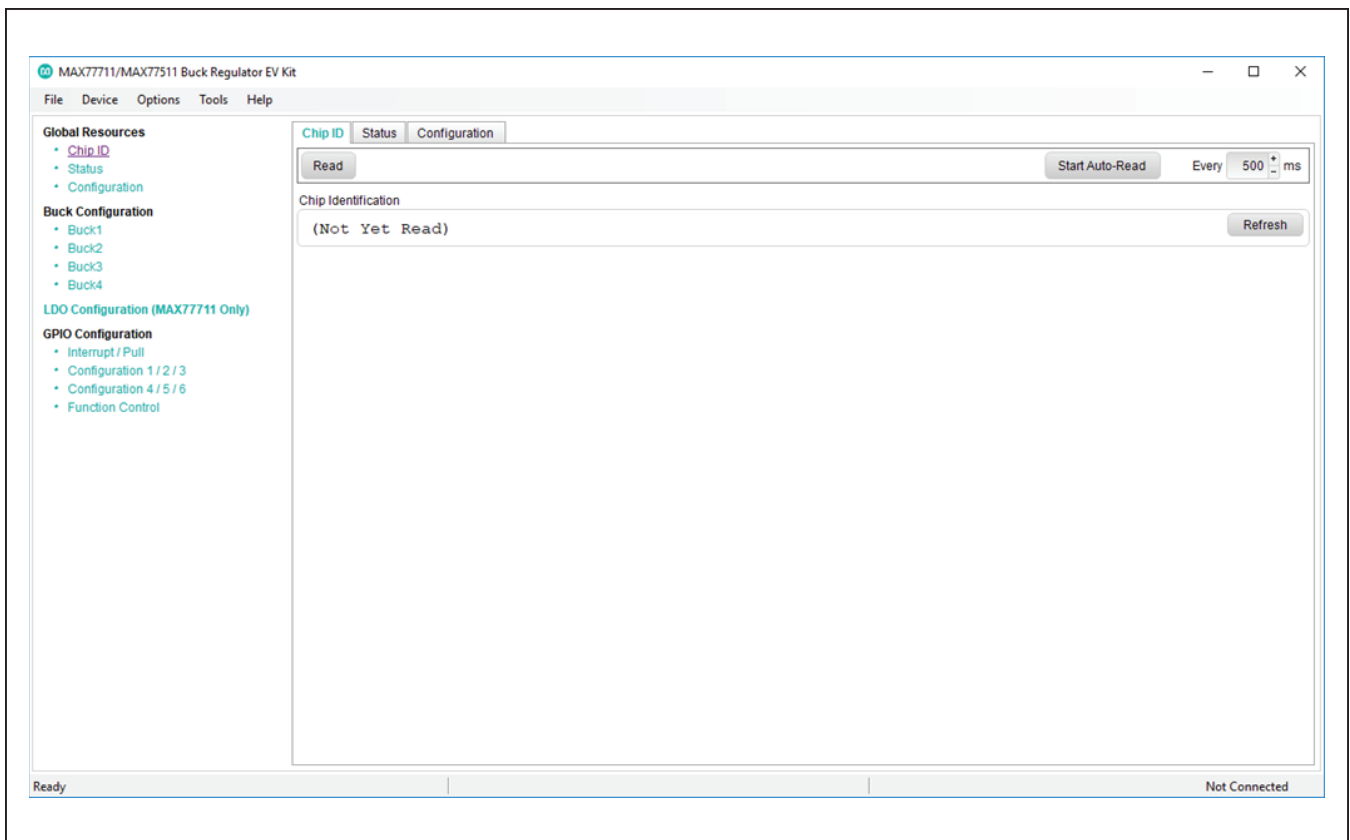 MAX77711/MAX77511 Buck Regulator EV Kit
File Device Options Tools Help
Global Resources
• Chip ID
• Status
• Configuration
Buck Configuration
• Buck1
• Buck2
• Buck3
• Buck4
LDO Configuration (MAX77711 Only)
GPIO Configuration
• Interrupt / Pull
• Configuration 1 / 2 / 3
• Configuration 4 / 5 / 6
• Function Control
Chip ID Status Configuration
Read Start Auto-Read Every 500 + - ms
Chip Identification
(Not Yet Read) Refresh
Ready Not Connected